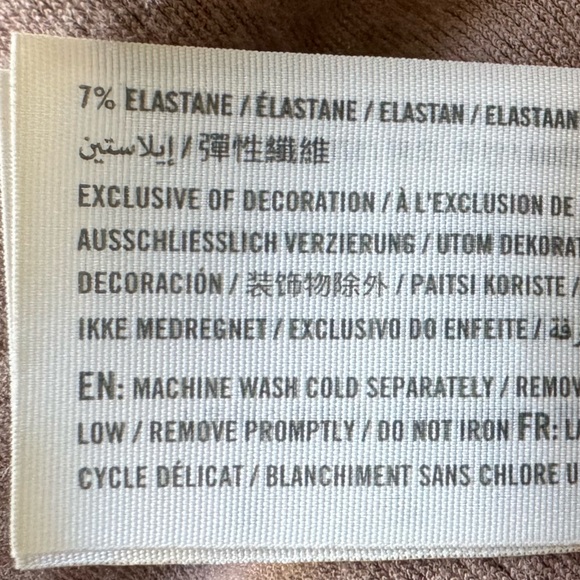 7% ELASTANE / ÉLASTANE / ELASTAN / ELASTAAN
إيلاستين / 彈性纖維
EXCLUSIVE OF DECORATION / À L'EXCLUSION DE
AUSSCHLIESSLICH VERZIERUNG / UTOM DEKORA
DECORACIÓN / 装饰物除外 / PAITSI KORISTE /
IKKE MEDREGNET / EXCLUSIVO DO ENFEITE /
EN: MACHINE WASH COLD SEPARATELY / REMOV
LOW / REMOVE PROMPTLY / DO NOT IRON FR: L
CYCLE DÉLICAT / BLANCHIMENT SANS CHLORE U